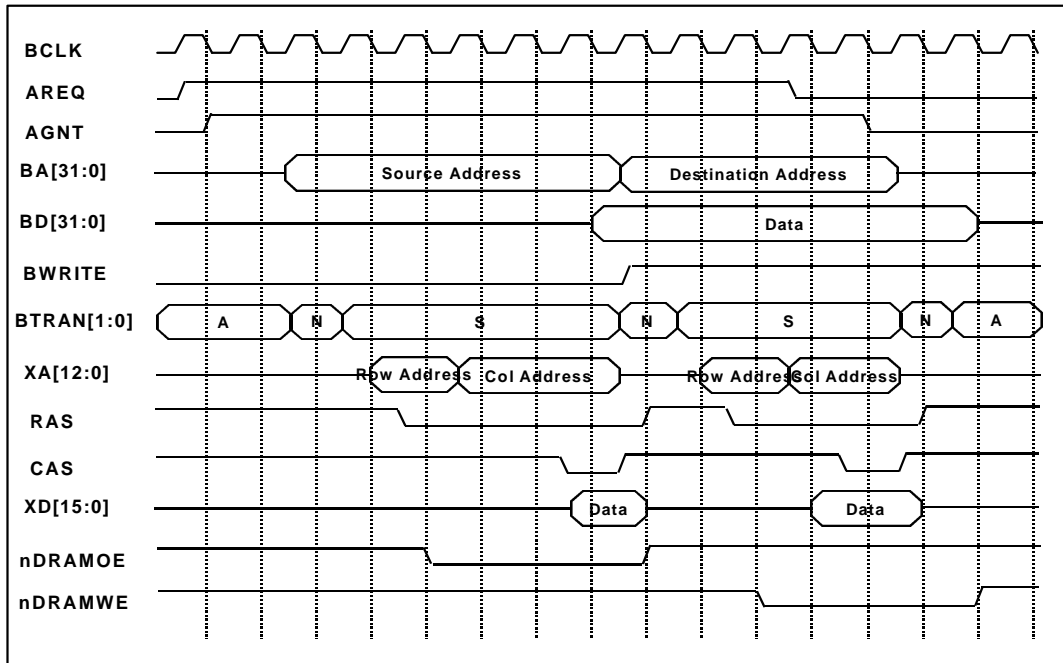 BCLK
AREQ
AGNT
BA[31:0] Source Address Destination Address
BD[31:0] Data
BWRITE
BTRAN[1:0] A N S N S N A
XA[12:0] Row Address Col Address Row Address Col Address
RAS
CAS
XD[15:0] Data Data
nDRAMOE
nDRAMWE